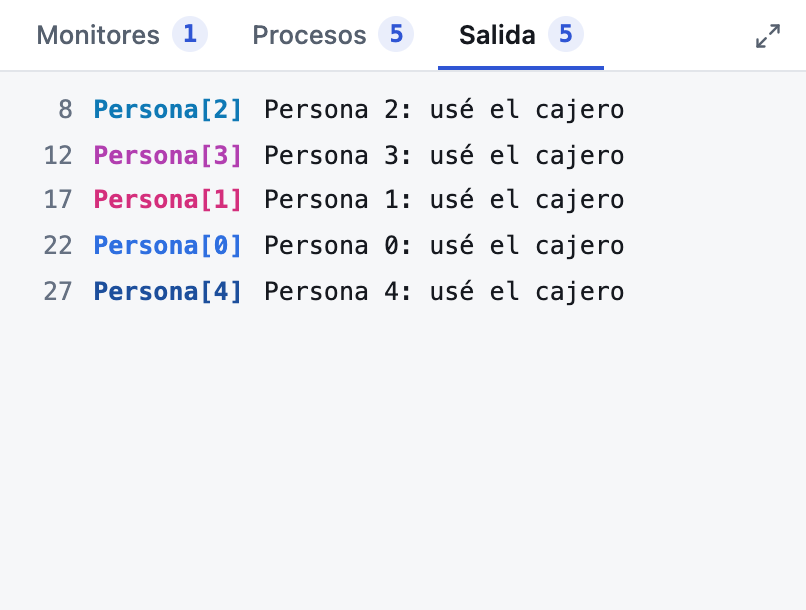 Monitores 1 Procesos 5 Salida 5
8 Persona[2] Persona 2: usé el cajero
12 Persona[3] Persona 3: usé el cajero
17 Persona[1] Persona 1: usé el cajero
22 Persona[0] Persona 0: usé el cajero
27 Persona[4] Persona 4: usé el cajero